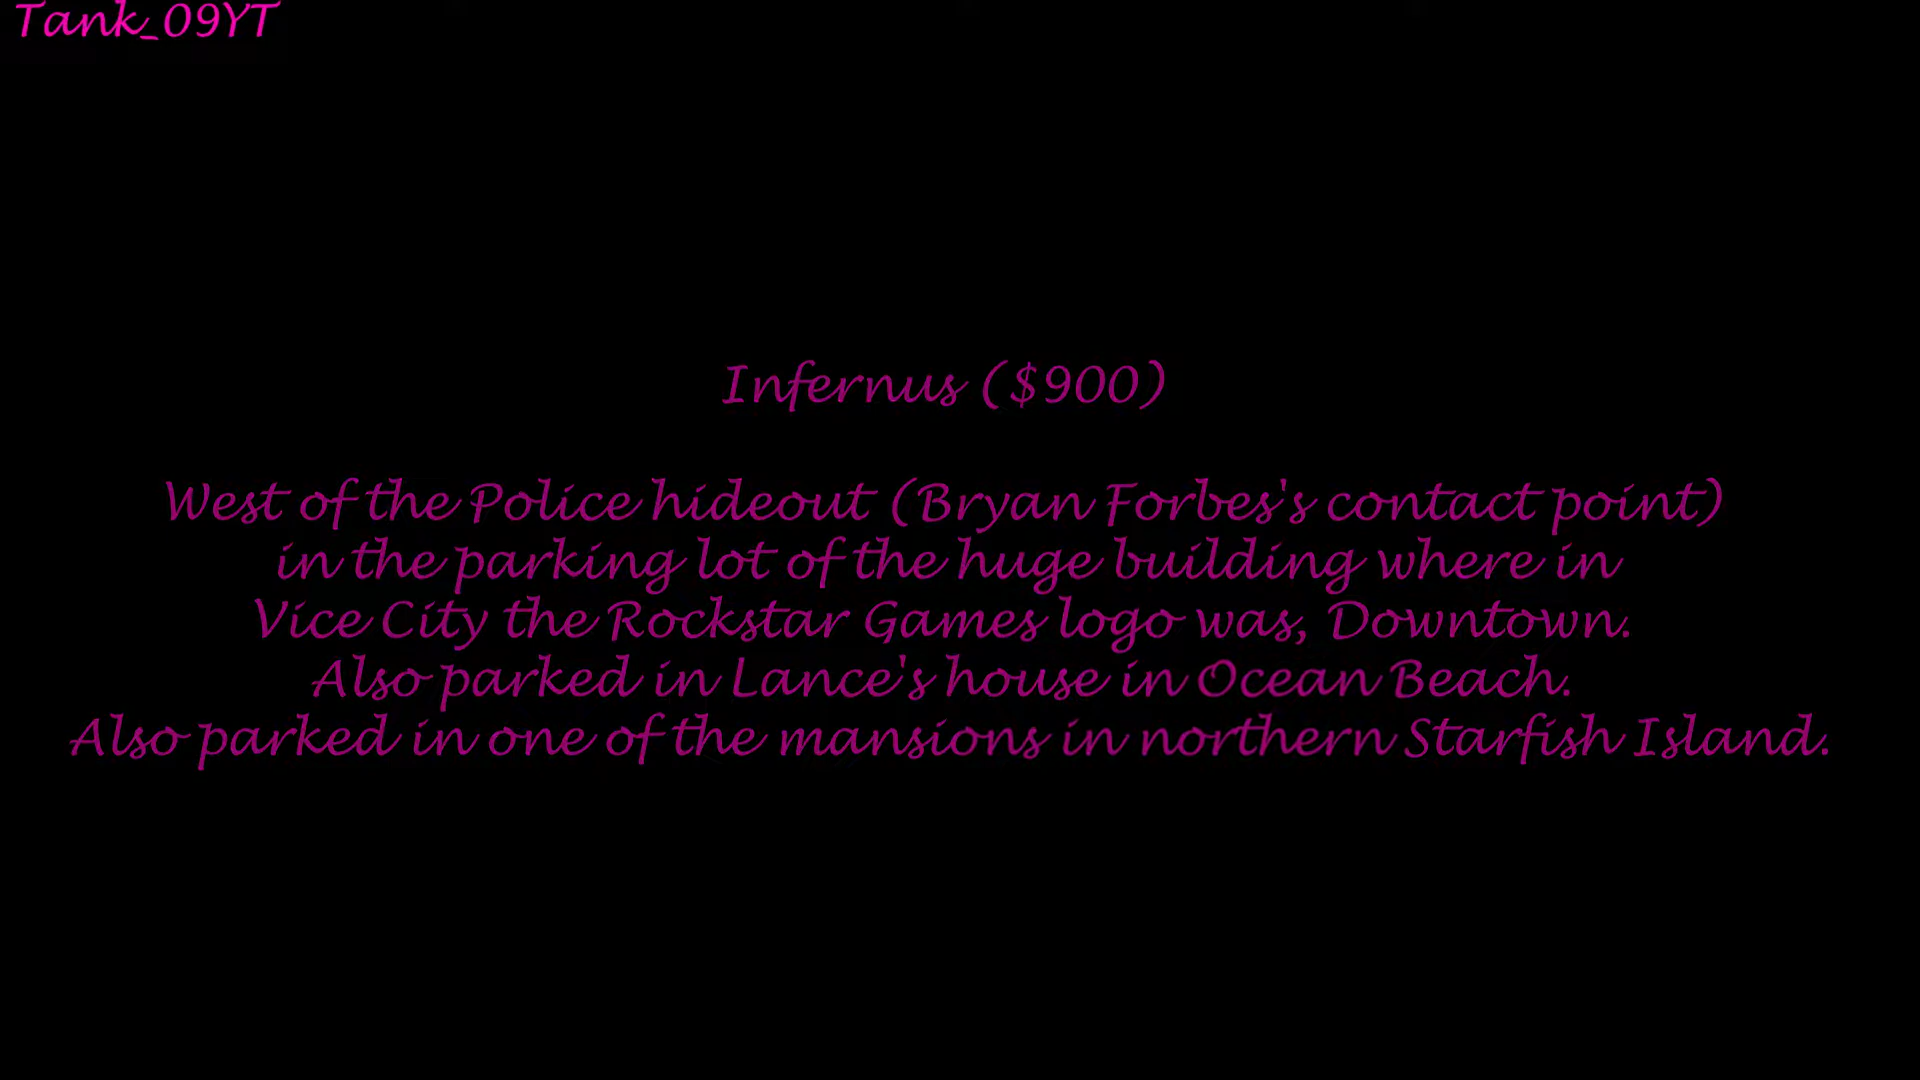 Tank_09YT
Infernus ($900)
West of the Police hideout (Bryan Forbes's contact point)
in the parking lot of the huge building where in
Vice City the Rockstar Games logo was, Downtown.
Also parked in Lance's house in Ocean Beach.
Also parked in one of the mansions in northern Starfish Island.